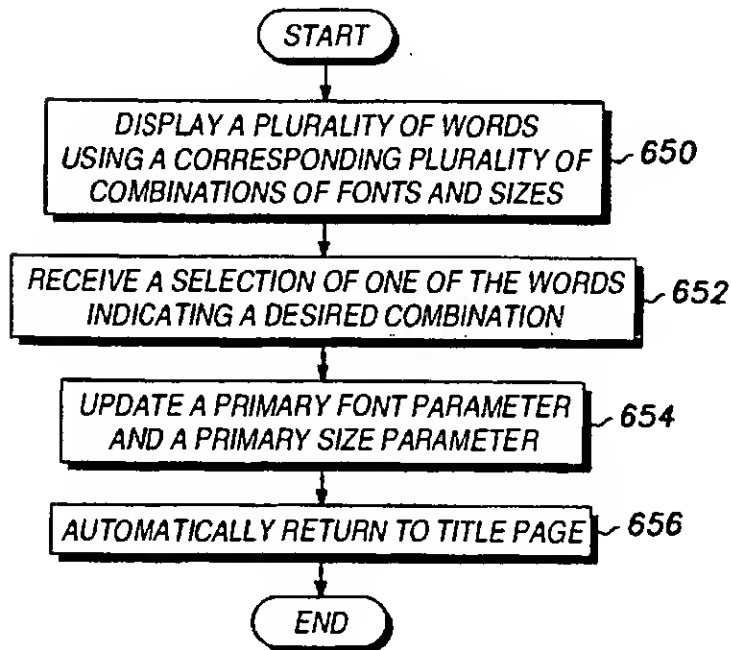 START
DISPLAY A PLURALITY OF WORDS
USING A CORRESPONDING PLURALITY OF
COMBINATIONS OF FONTS AND SIZES
650
RECEIVE A SELECTION OF ONE OF THE WORDS
INDICATING A DESIRED COMBINATION
652
UPDATE A PRIMARY FONT PARAMETER
AND A PRIMARY SIZE PARAMETER
654
AUTOMATICALLY RETURN TO TITLE PAGE
656
END